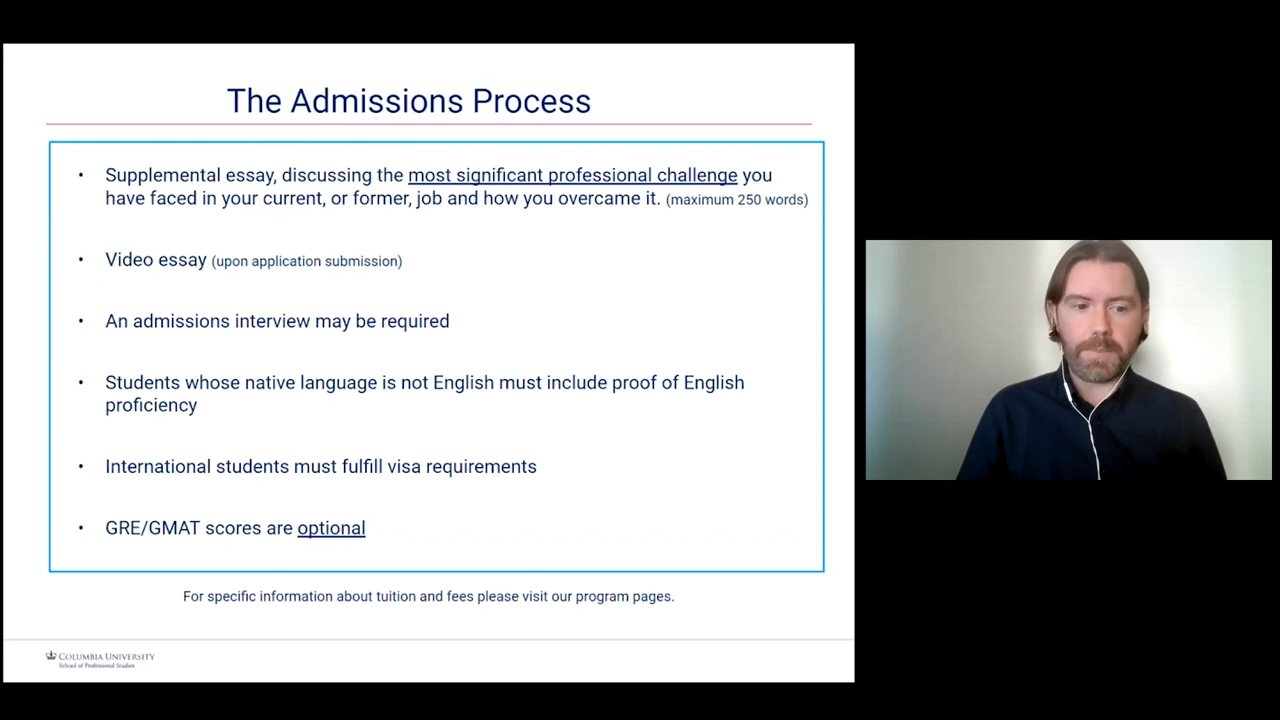 The Admissions Process
• Supplemental essay, discussing the most significant professional challenge you
have faced in your current, or former, job and how you overcame it. (maximum 250 words)
• Video essay (upon application submission)
• An admissions interview may be required
• Students whose native language is not English must include proof of English
proficiency
• International students must fulfill visa requirements
• GRE/GMAT scores are optional
For specific information about tuition and fees please visit our program pages.
COLUMBIA UNIVERSITY
School of Professional Studies